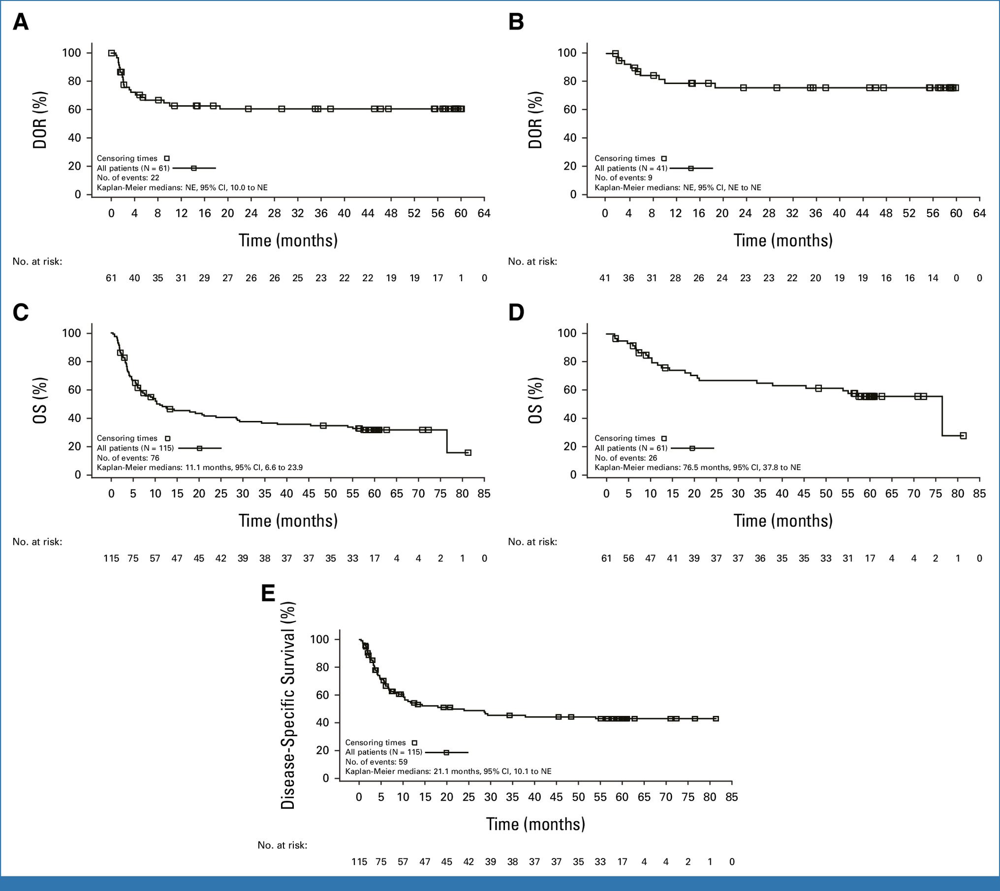 A
DOR (%)
100
80
60
40
20
0
Censoring times
All patients (N = 61)
No. of events: 22
Kaplan-Meier medians: NE, 95% CI, 10.0 to NE
0 4 8 12 16 20 24 28 32 36 40 44 48 52 56 60 64
Time (months)
No. at risk:
61 40 35 31 29 27 26 26 25 23 22 22 19 19 17 1 0
B
DOR (%)
100
80
60
40
20
0
Censoring times
All patients (N = 41)
No. of events: 9
Kaplan-Meier medians: NE, 95% CI, NE to NE
0 4 8 12 16 20 24 28 32 36 40 44 48 52 56 60 64
Time (months)
No. at risk:
41 36 31 28 26 24 23 23 22 20 19 19 16 16 14 0 0
C
OS (%)
100
80
60
40
20
0
Censoring times
All patients (N = 115)
No. of events: 76
Kaplan-Meier medians: 11.1 months, 95% CI, 6.6 to 23.9
0 5 10 15 20 25 30 35 40 45 50 55 60 65 70 75 80 85
Time (months)
No. at risk:
115 75 57 47 45 42 39 38 37 37 35 33 17 4 4 2 1 0
D
OS (%)
100
80
60
40
20
0
Censoring times
All patients (N = 61)
No. of events: 26
Kaplan-Meier medians: 76.5 months, 95% CI, 37.8 to NE
0 5 10 15 20 25 30 35 40 45 50 55 60 65 70 75 80 85
Time (months)
No. at risk:
61 56 47 41 39 37 37 36 35 35 33 31 17 4 4 2 1 0
E
Disease-Specific Survival (%)
100
80
60
40
20
0
Censoring times
All patients (N = 115)
No. of events: 59
Kaplan-Meier medians: 21.1 months, 95% CI, 10.1 to NE
0 5 10 15 20 25 30 35 40 45 50 55 60 65 70 75 80 85
Time (months)
No. at risk:
115 75 57 47 45 42 39 38 37 37 35 33 17 4 4 2 1 0